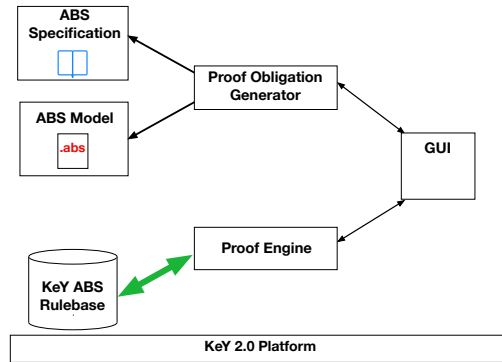 ABS
Specification
Proof Obligation
Generator
ABS Model
.abs
GUI
Proof Engine
KeY ABS
Rulebase
KeY 2.0 Platform